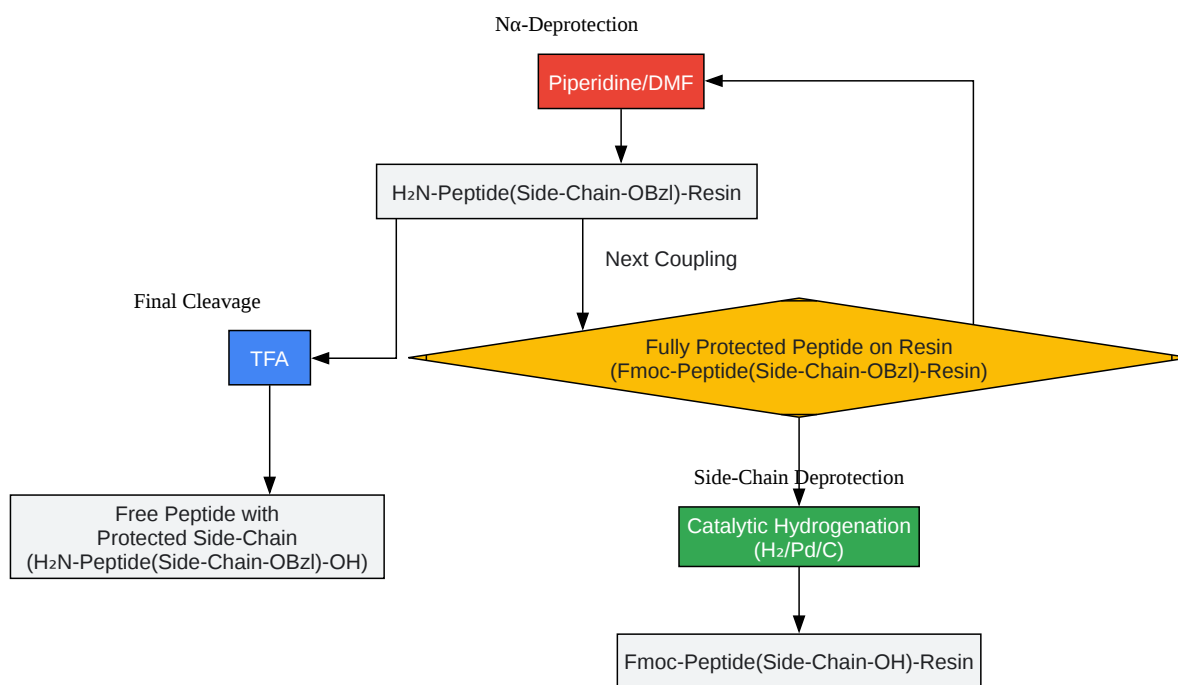 Nα-Deprotection
Piperidine/DMF
H₂N-Peptide(Side-Chain-OBzl)-Resin
Next Coupling
Final Cleavage
TFA
Fully Protected Peptide on Resin
(Fmoc-Peptide(Side-Chain-OBzl)-Resin)
Side-Chain Deprotection
Free Peptide with
Protected Side-Chain
(H₂N-Peptide(Side-Chain-OBzl)-OH)
Catalytic Hydrogenation
(H₂/Pd/C)
Fmoc-Peptide(Side-Chain-OH)-Resin